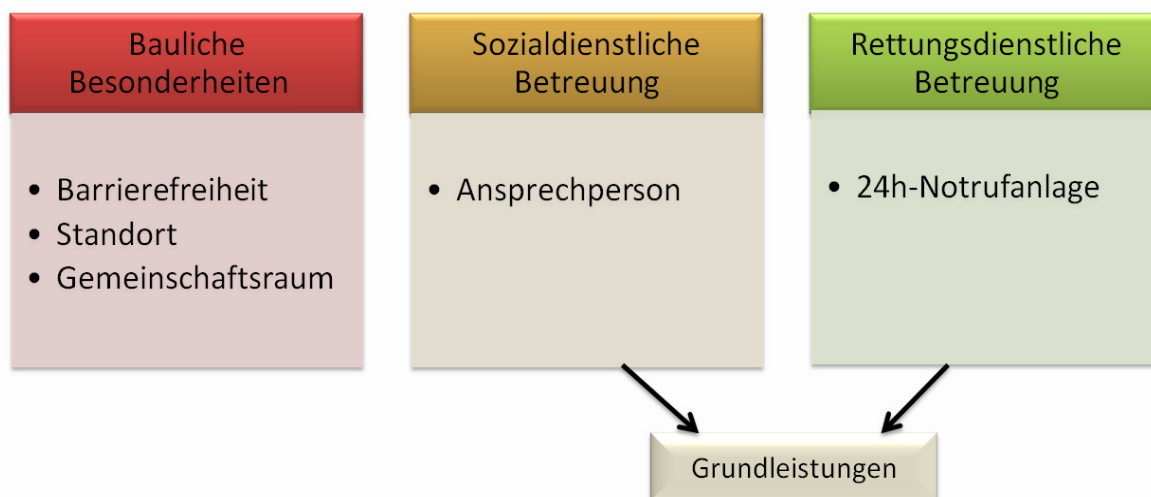 Bauliche
Besonderheiten
• Barrierefreiheit
• Standort
• Gemeinschaftsraum
Sozialdienstliche
Betreuung
• Ansprechperson
Rettungsdienstliche
Betreuung
• 24h-Notrufanlage
Grundleistungen